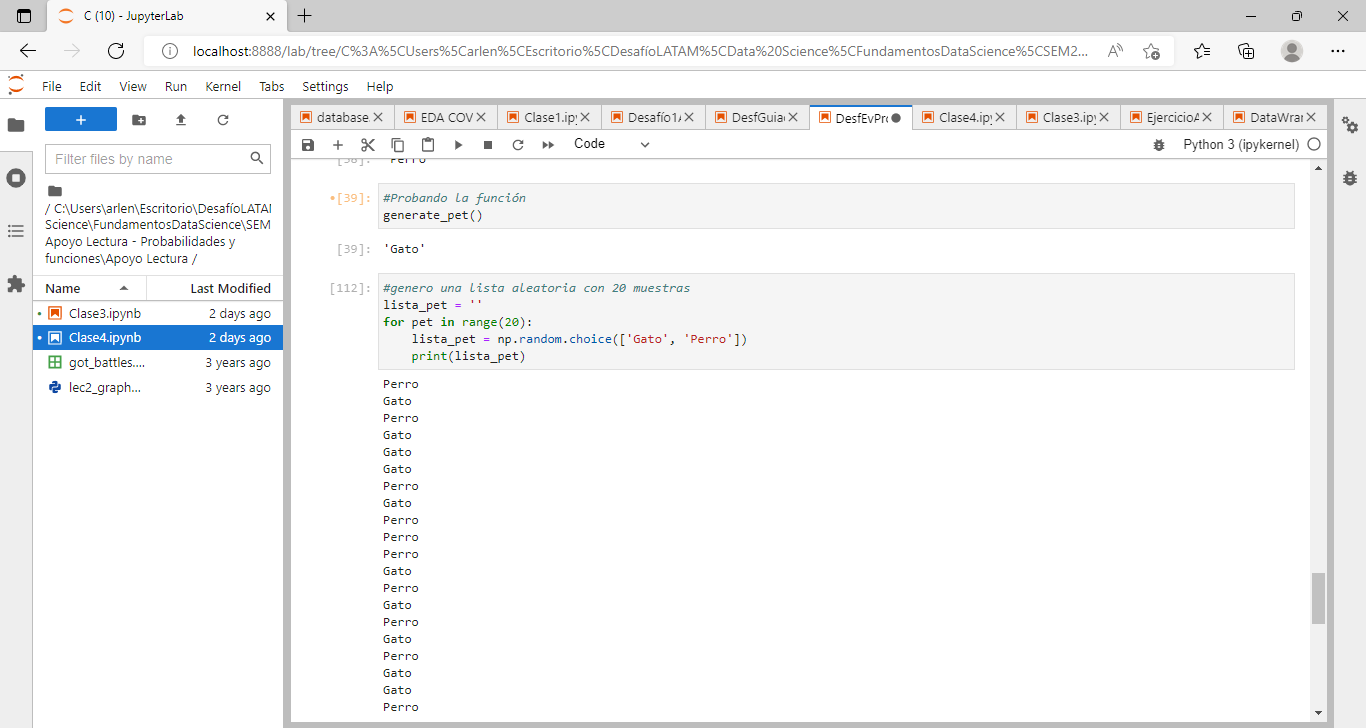 C (10) - JupyterLab
localhost:8888/lab/tree/C%3A%5CUsers%5Carlen%5CEscritorio%5CDesafíoLATAM%5CData%20Science%5CFundamentosDataScience%5CSEM2...
File Edit View Run Kernel Tabs Settings Help
Filter files by name
/ C:\Users\arlen\Escritorio\DesafíoLATAM
Science\FundamentosDataScience\SEM
Apoyo Lectura - Probabilidades y
funciones\Apoyo Lectura /
Name Last Modified
Clase3.ipynb 2 days ago
Clase4.ipynb 2 days ago
got_battles.... 3 years ago
lec2_graph... 3 years ago
database EDA COV Clase1.ipy Desafío1A DesfGuia DesfEvPro Clase4.ipy Clase3.ipy EjercicioA DataWran
Code Python 3 (ipykernel)
[39]: #Probando la función
generate_pet()
[39]: 'Gato'
[112]: #genero una lista aleatoria con 20 muestras
lista_pet = ''
for pet in range(20):
lista_pet = np.random.choice(['Gato', 'Perro'])
print(lista_pet)
Perro
Gato
Perro
Gato
Gato
Gato
Perro
Gato
Perro
Perro
Perro
Gato
Perro
Gato
Perro
Gato
Perro
Gato
Gato
Perro